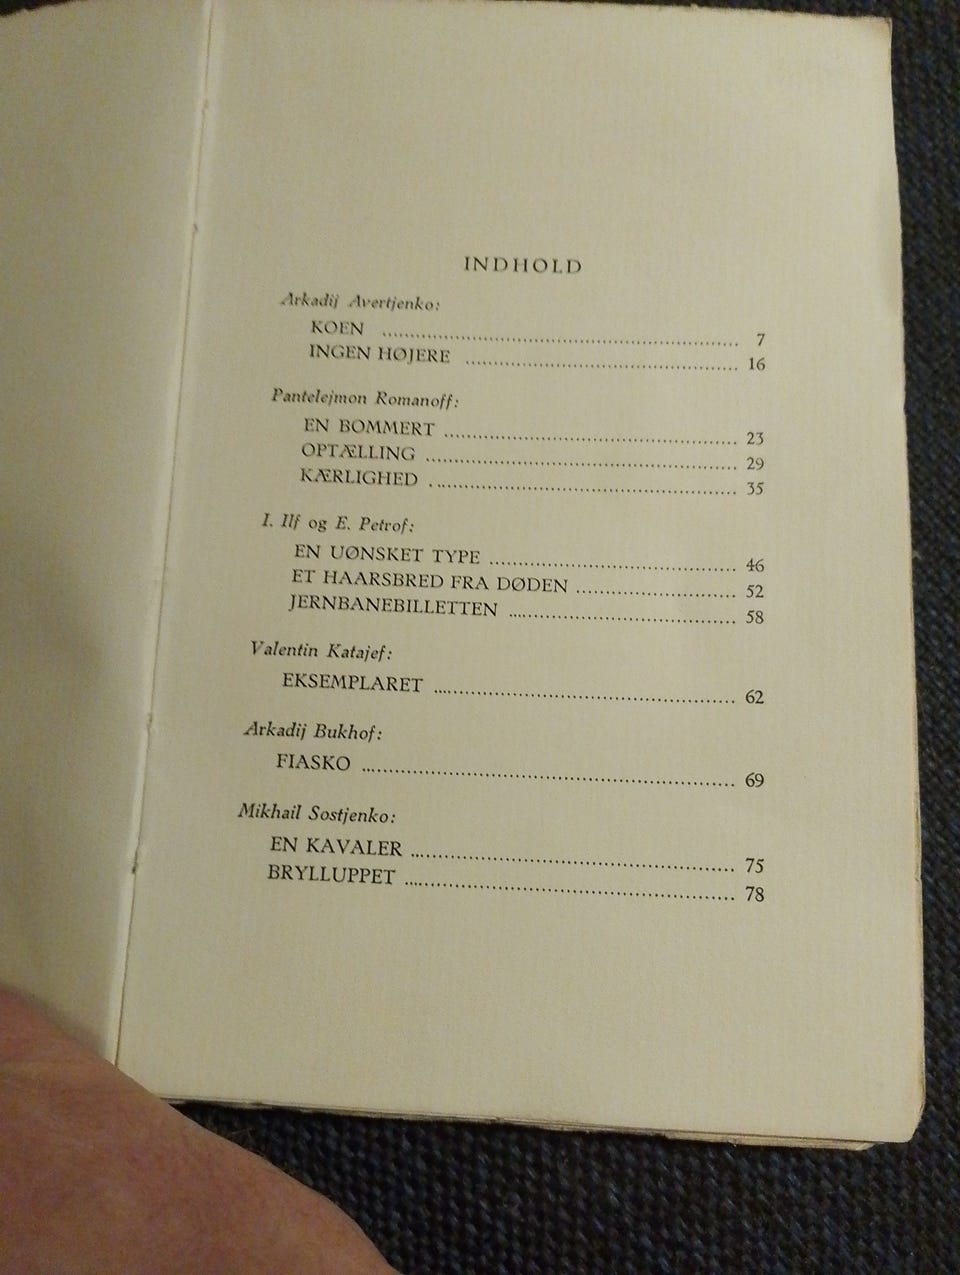 INDHOLD
Arkadij Avertjenko:
KOEN ........ 7
INGEN HØJERE ........ 16
Pantelejmon Romanoff:
EN BOMMERT ........ 23
OPTÆLLING ........ 29
KÆRLIGHED ........ 35
I. Ilf og E. Petrof:
EN UØNSKET TYPE ........ 46
ET HAARSBRED FRA DØDEN ........ 52
JERNBANEBILLETTEN ........ 58
Valentin Katajef:
EKSEMPLARET ........ 62
Arkadij Bukhof:
FIASKO ........ 69
Mikhail Sostjenko:
EN KAVALER ........ 75
BRYLLUPPET ........ 78